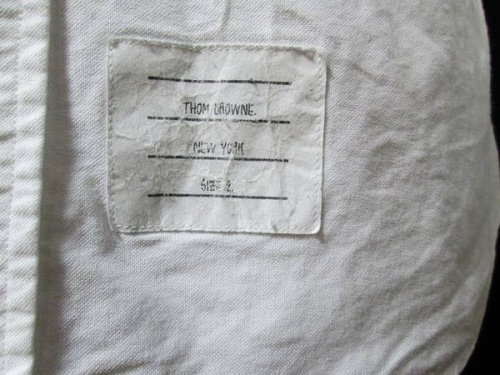 THOM BROWNE.
NEW YORK
SIZE 2